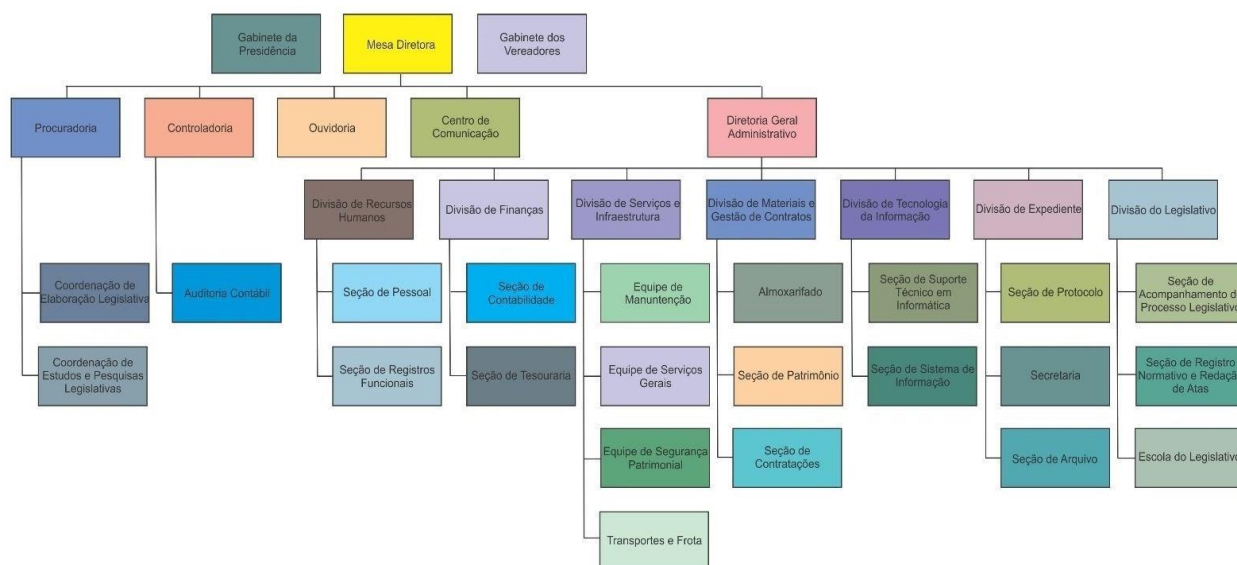 Gabinete da
Presidência
Mesa Diretora
Gabinete dos
Vereadores
Procuradoria
Controladoria
Ouvidoria
Centro de
Comunicação
Diretoria Geral
Administrativo
Divisão de Recursos
Humanos
Divisão de Finanças
Divisão de Serviços e
Infraestrutura
Divisão de Materiais e
Gestão de Contratos
Divisão de Tecnologia
da Informação
Divisão de Expediente
Divisão do Legislativo
Coordenação de
Elaboração Legislativa
Auditoria Contábil
Seção de Pessoal
Seção de
Contabilidade
Equipe de
Manuntenção
Almoxarifado
Seção de Suporte
Técnico em
Informática
Seção de Protocolo
Seção de
Acompanhamento d
Processo Legislativo
Coordenação de
Estudos e Pesquisas
Legislativas
Seção de Registros
Funcionais
Seção de Tesouraria
Equipe de Serviços
Gerais
Seção de Patrimônio
Seção de Sistema de
Informação
Secretaria
Seção de Registro
Normativo e Redação
de Atas
Equipe de Segurança
Patrimonial
Seção de
Contratações
Seção de Arquivo
Escola do Legislativo
Transportes e Frota